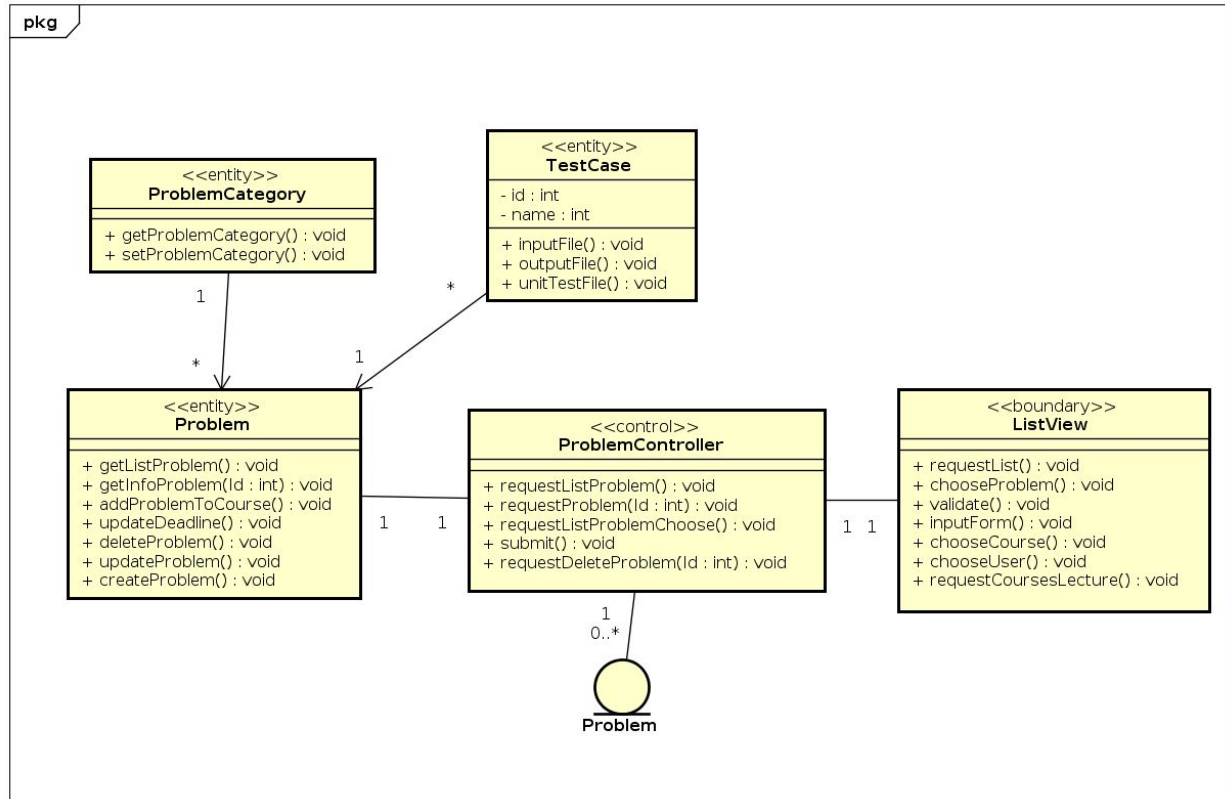 pkg
<<entity>>
ProblemCategory
+ getProblemCategory() : void
+ setProblemCategory() : void
<<entity>>
TestCase
- id : int
- name : int
+ inputFile() : void
+ outputFile() : void
+ unitTestFile() : void
1
*
*
1
<<entity>>
Problem
+ getListProblem() : void
+ getInfoProblem(Id : int) : void
+ addProblemToCourse() : void
+ updateDeadline() : void
+ deleteProblem() : void
+ updateProblem() : void
+ createProblem() : void
1
1
<<control>>
ProblemController
+ requestListProblem() : void
+ requestProblem(Id : int) : void
+ requestListProblemChoose() : void
+ submit() : void
+ requestDeleteProblem(Id : int) : void
1 1
<<boundary>>
ListView
+ requestList() : void
+ chooseProblem() : void
+ validate() : void
+ inputForm() : void
+ chooseCourse() : void
+ chooseUser() : void
+ requestCoursesLecture() : void
1
0..*
Problem